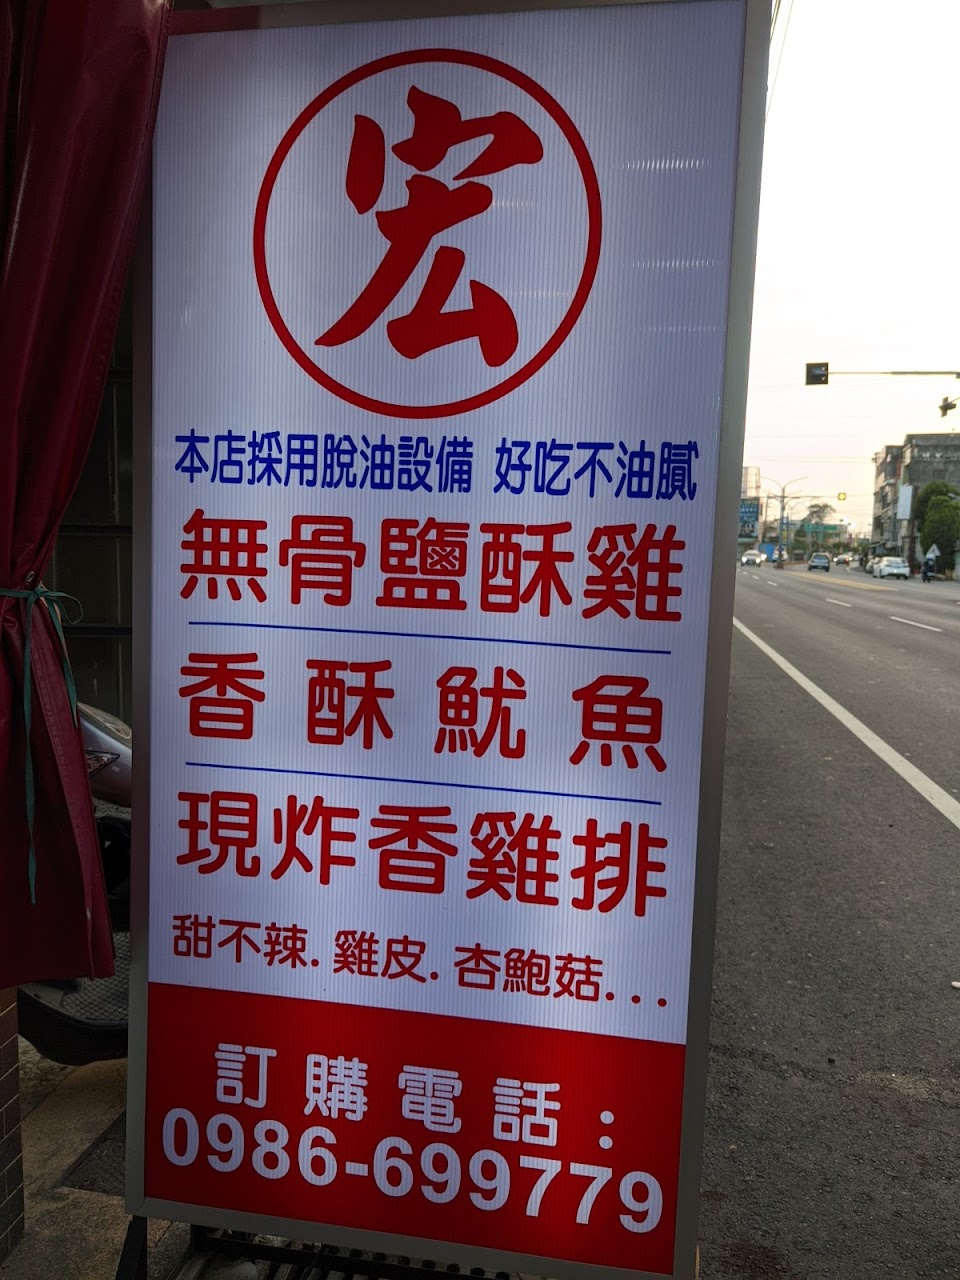 宏
本店採用脫油設備 好吃不油膩
無骨鹽酥雞
香酥魷魚
現炸香雞排
甜不辣.雞皮.杏鮑菇...
訂購電話:
0986-699779